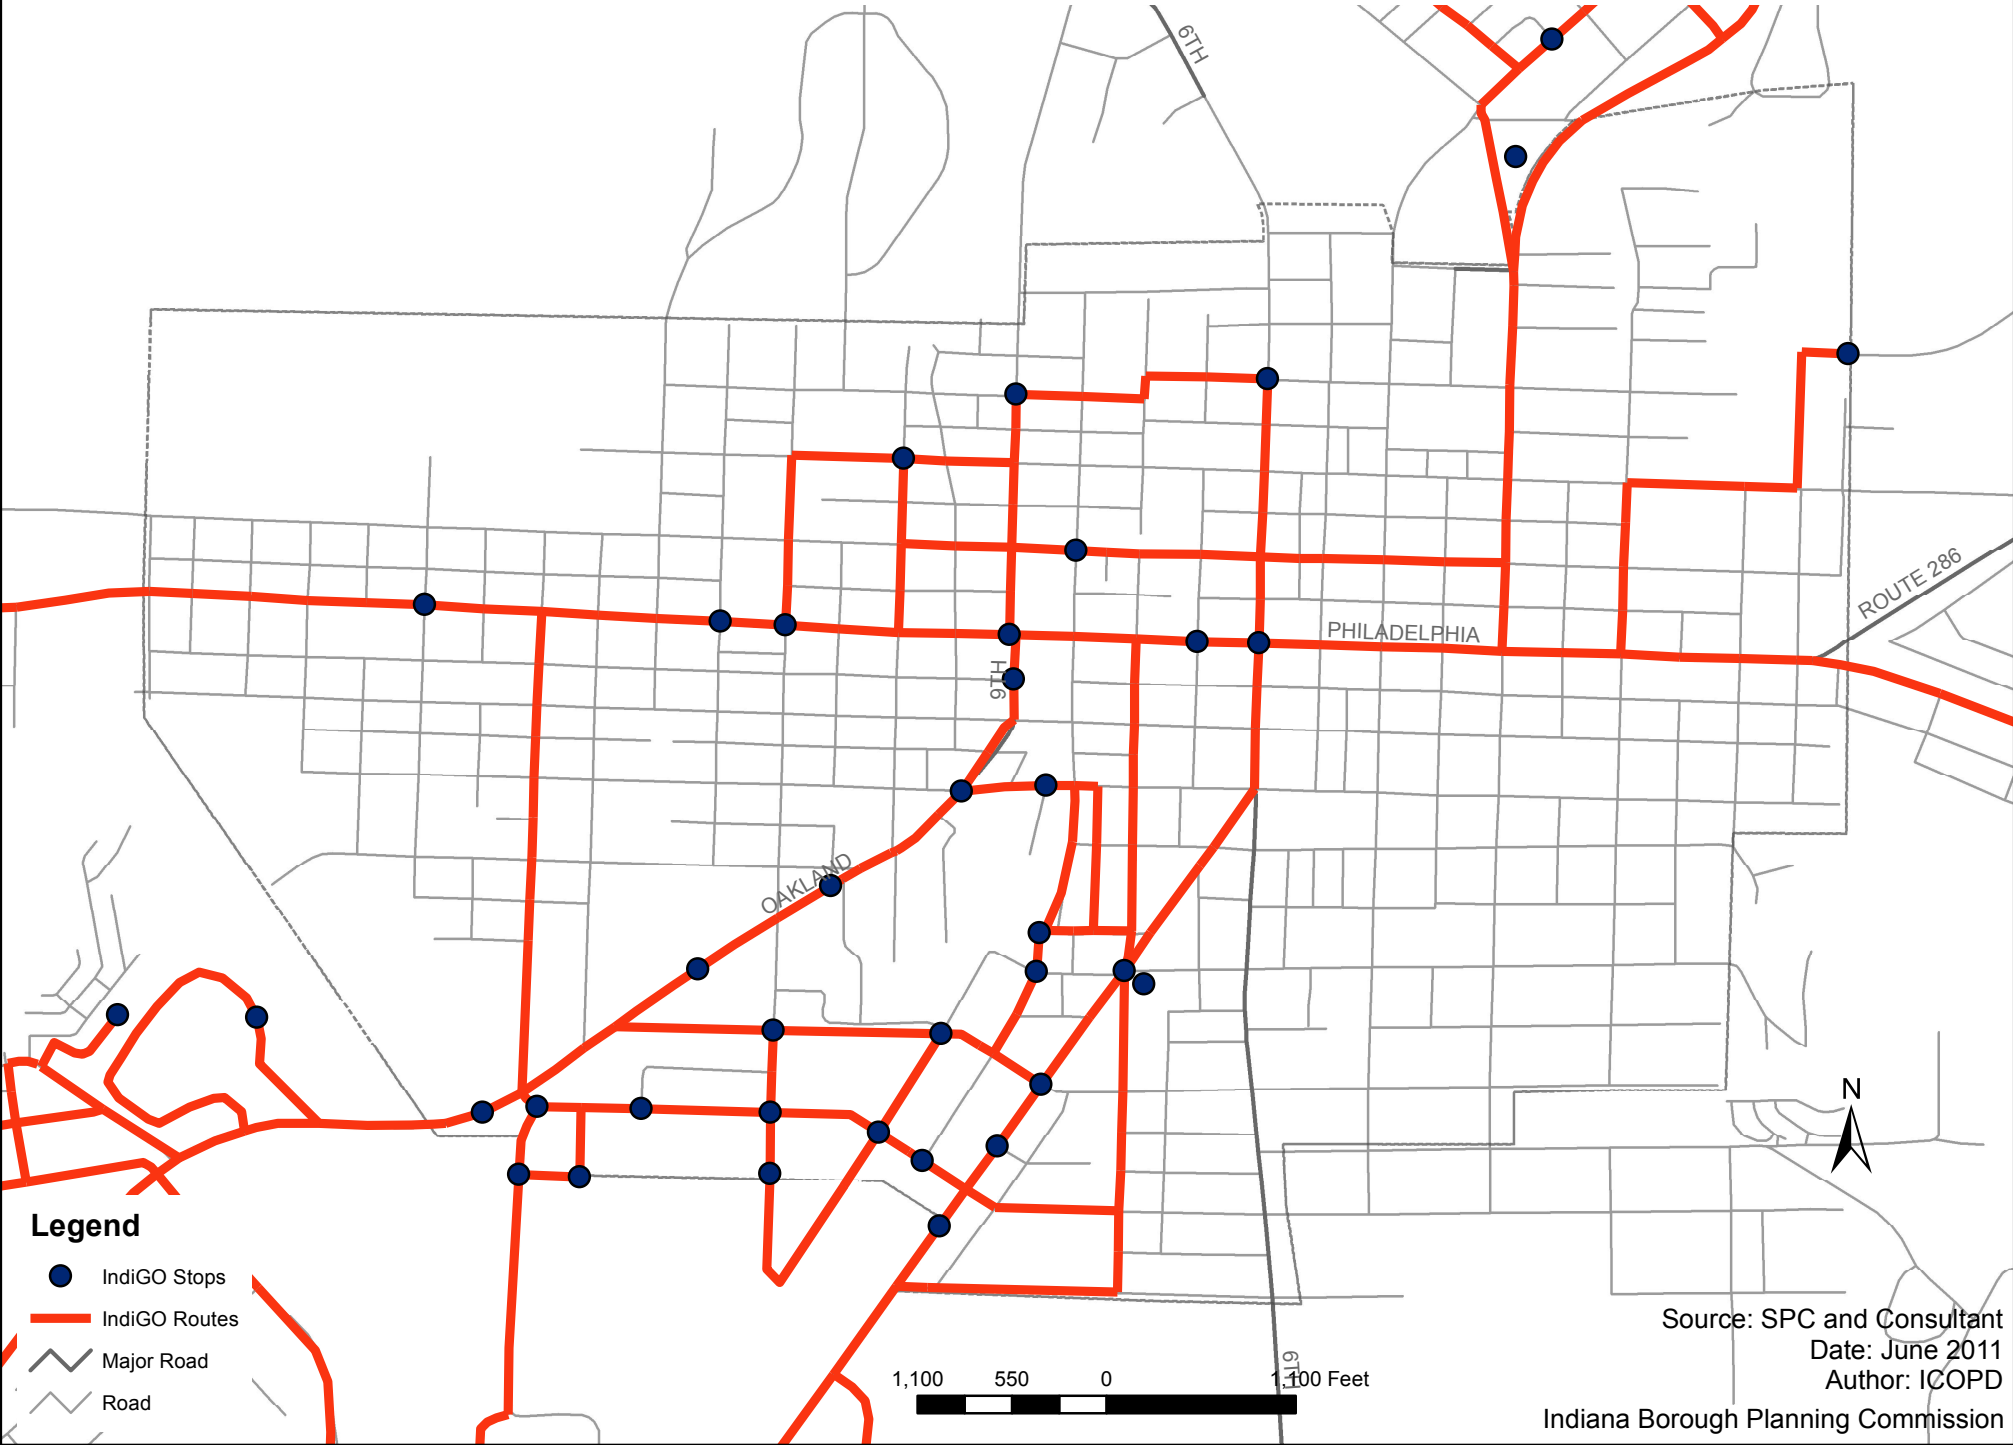 6TH
ROUTE 286
PHILADELPHIA
6TH
OAKLAND
N
Legend
IndiGO Stops
IndiGO Routes
Major Road
Road
1,100 550 0 1,100 Feet
6TH
Source: SPC and Consultant
Date: June 2011
Author: ICOPD
Indiana Borough Planning Commission